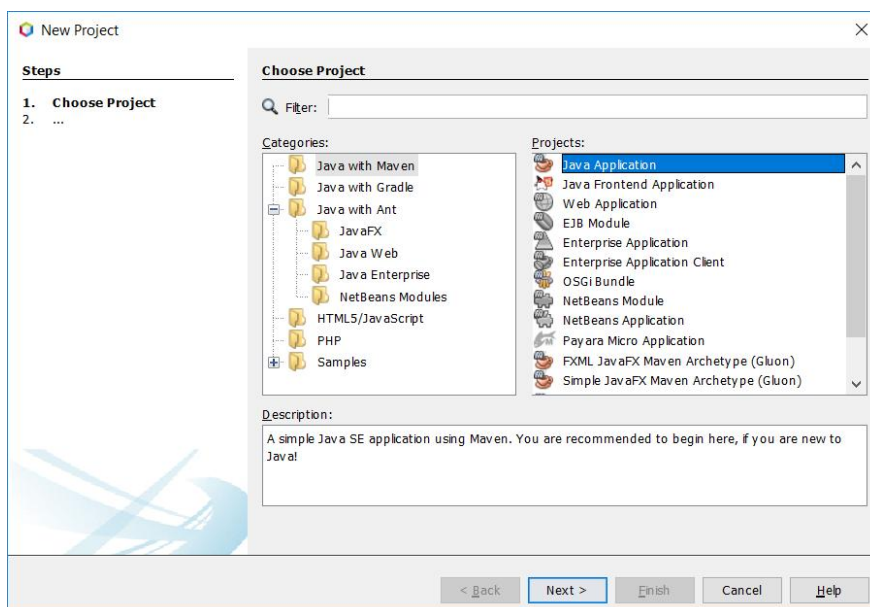 New Project
Steps
1. Choose Project
2. ...
Choose Project
Filter:
Categories:
Java with Maven
Java with Gradle
Java with Ant
JavaFX
Java Web
Java Enterprise
NetBeans Modules
HTML5/JavaScript
PHP
Samples
Projects:
Java Application
Java Frontend Application
Web Application
EJB Module
Enterprise Application
Enterprise Application Client
OSGi Bundle
NetBeans Module
NetBeans Application
Payara Micro Application
FXML JavaFX Maven Archetype (Gluon)
Simple JavaFX Maven Archetype (Gluon)
Description:
A simple Java SE application using Maven. You are recommended to begin here, if you are new to
Java!
< Back
Next >
Finish
Cancel
Help